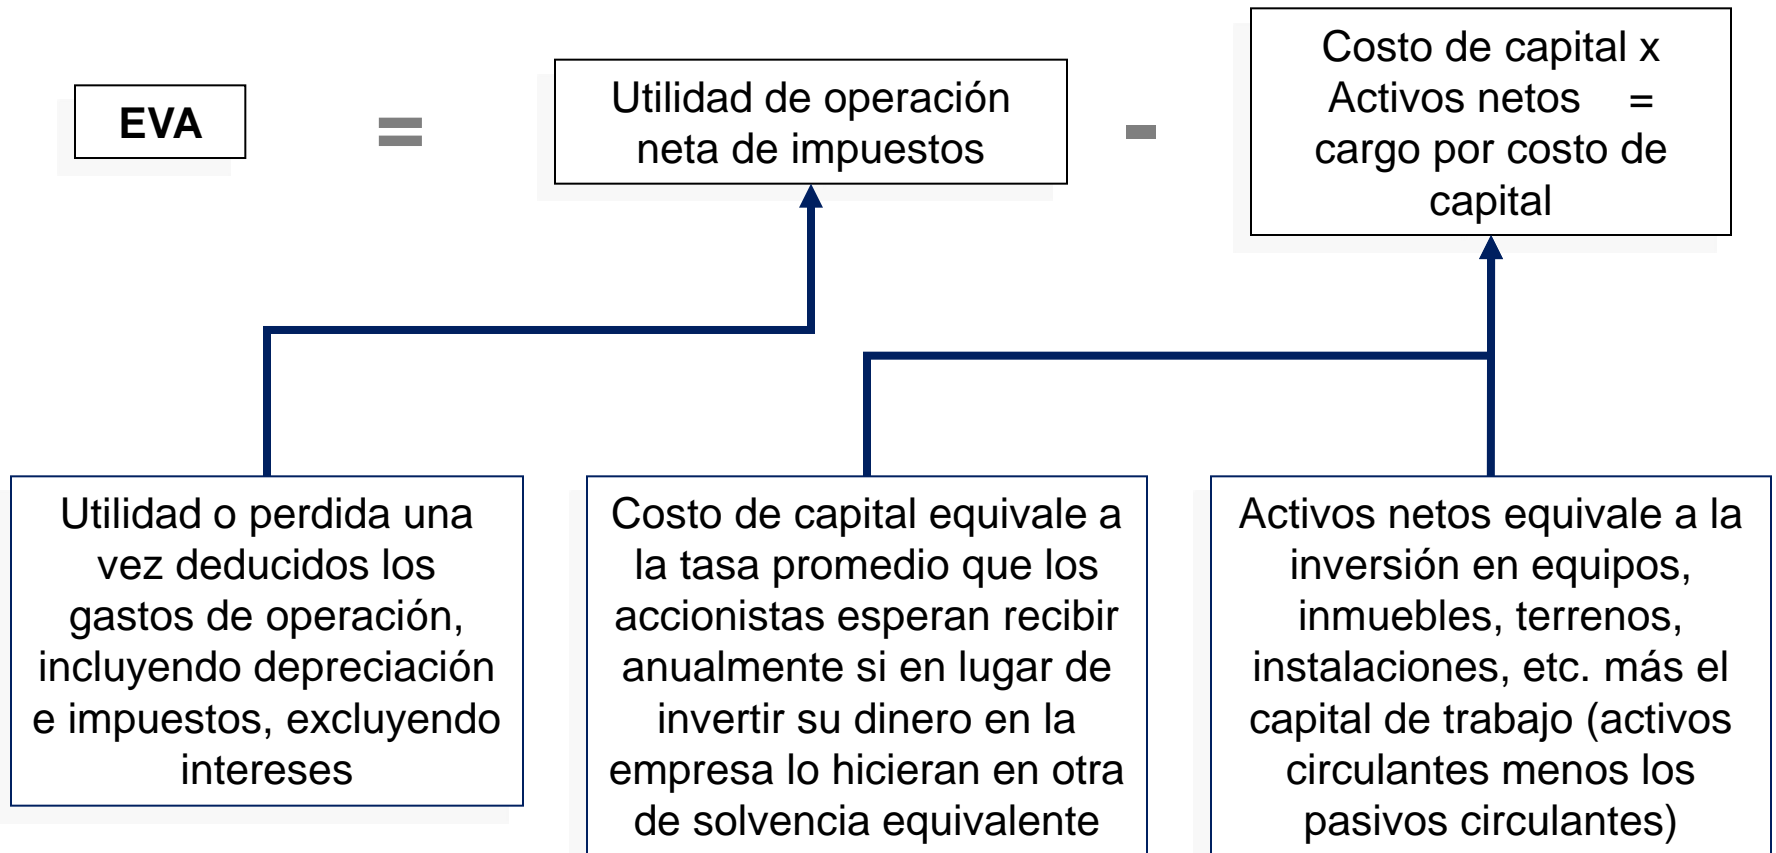 EVA
=
Utilidad de operación
neta de impuestos
-
Costo de capital x
Activos netos =
cargo por costo de
capital
Utilidad o perdida una
vez deducidos los
gastos de operación,
incluyendo depreciación
e impuestos, excluyendo
intereses
Costo de capital equivale a
la tasa promedio que los
accionistas esperan recibir
anualmente si en lugar de
invertir su dinero en la
empresa lo hicieran en otra
de solvencia equivalente
Activos netos equivale a la
inversión en equipos,
inmuebles, terrenos,
instalaciones, etc. más el
capital de trabajo (activos
circulantes menos los
pasivos circulantes)